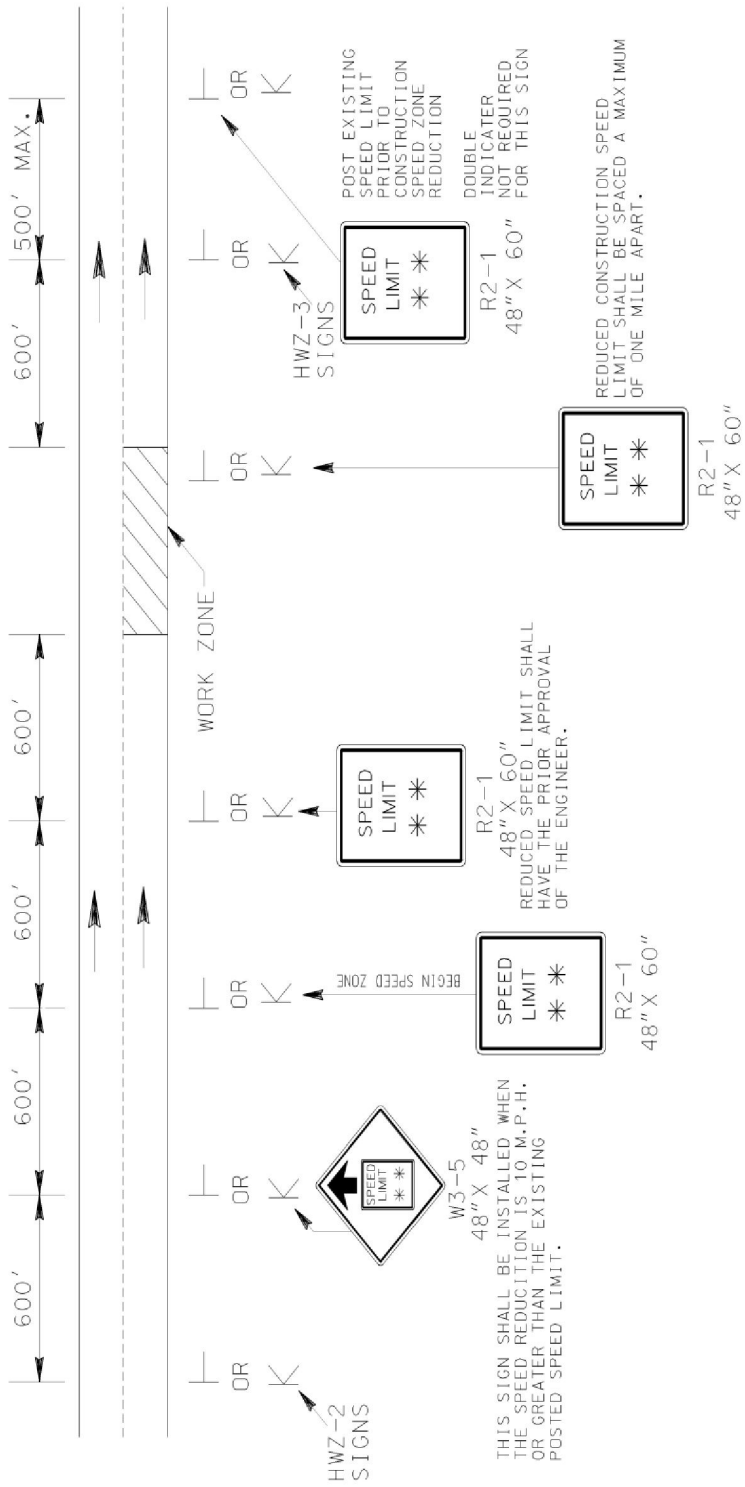 600'
600'
600'
600'
600'
500' MAX.
OR
OR
OR
OR
OR
OR
OR
HWZ-2
SIGNS
SPEED
LIMIT
* *
W3-5
48"X 48"
THIS SIGN SHALL BE INSTALLED WHEN
THE SPEED REDUCITION IS 10 M.P.H.
OR GREATER THAN THE EXISTING
POSTED SPEED LIMIT.
BEGIN SPEED ZONE
SPEED
LIMIT
* *
R2-1
48"X 60"
SPEED
LIMIT
* *
R2-1
48"X 60"
REDUCED SPEED LIMIT SHALL
HAVE THE PRIOR APPROVAL
OF THE ENGINEER.
WORK ZONE
SPEED
LIMIT
* *
R2-1
48"X 60"
REDUCED CONSTRUCTION SPEED
LIMIT SHALL BE SPACED A MAXIMUM
OF ONE MILE APART.
HWZ-3
SIGNS
SPEED
LIMIT
* *
R2-1
48"X 60"
POST EXISTING
SPEED LIMIT
PRIOR TO
CONSTRUCTION
SPEED ZONE
REDUCTION
DOUBLE
INDICATER
NOT REQUIRED
FOR THIS SIGN